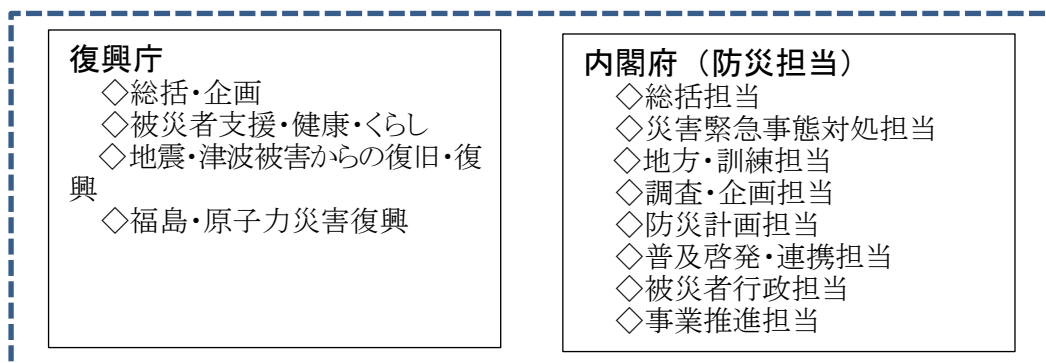 復興庁
◇総括・企画
◇被災者支援・健康・くらし
◇地震・津波被害からの復旧・復
興
◇福島・原子力災害復興
内閣府（防災担当）
◇総括担当
◇災害緊急事態対処担当
◇地方・訓練担当
◇調査・企画担当
◇防災計画担当
◇普及啓発・連携担当
◇被災者行政担当
◇事業推進担当